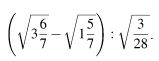 (√(3 6/7) − √(1 5/7)) : √(3/28).